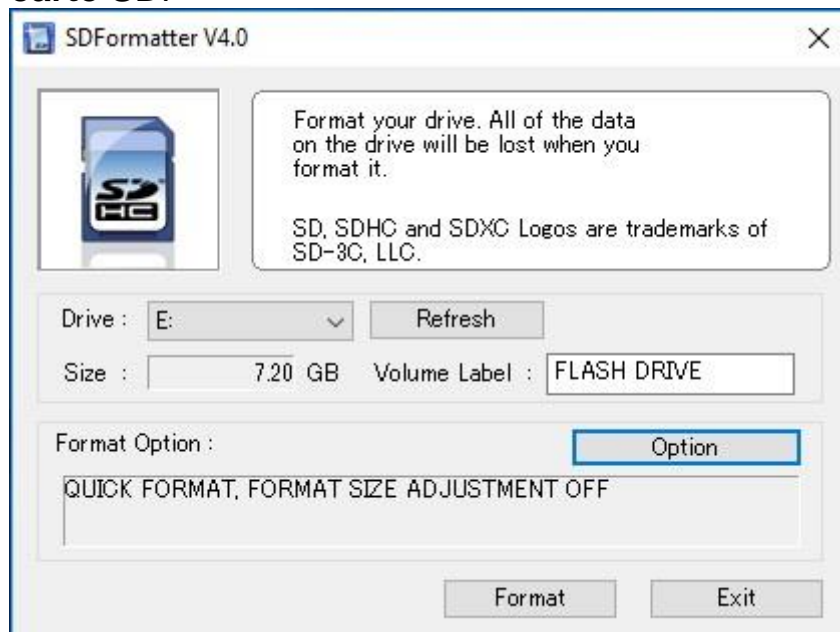 SDFormatter V4.0
SD
HC
Format your drive. All of the data
on the drive will be lost when you
format it.
SD, SDHC and SDXC Logos are trademarks of
SD-3C, LLC.
Drive : E: Refresh
Size : 7.20 GB Volume Label : FLASH DRIVE
Format Option : Option
QUICK FORMAT, FORMAT SIZE ADJUSTMENT OFF
Format Exit